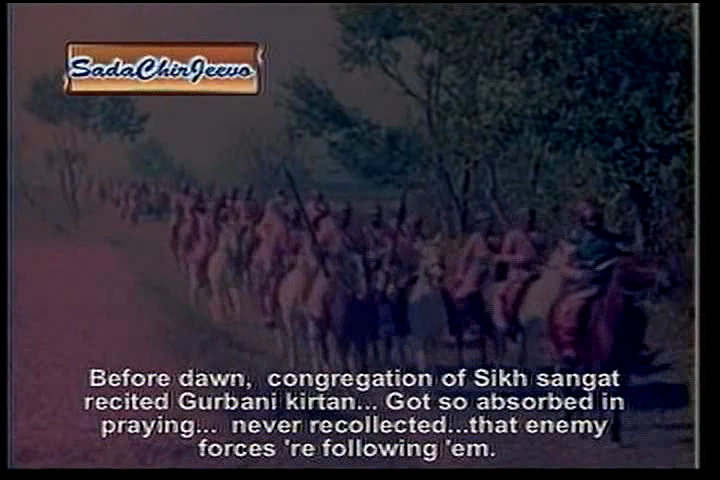 SadaChirJeevo
Before dawn, congregation of Sikh sangat
recited Gurbani kirtan... Got so absorbed in
praying... never recollected...that enemy
forces 're following 'em.